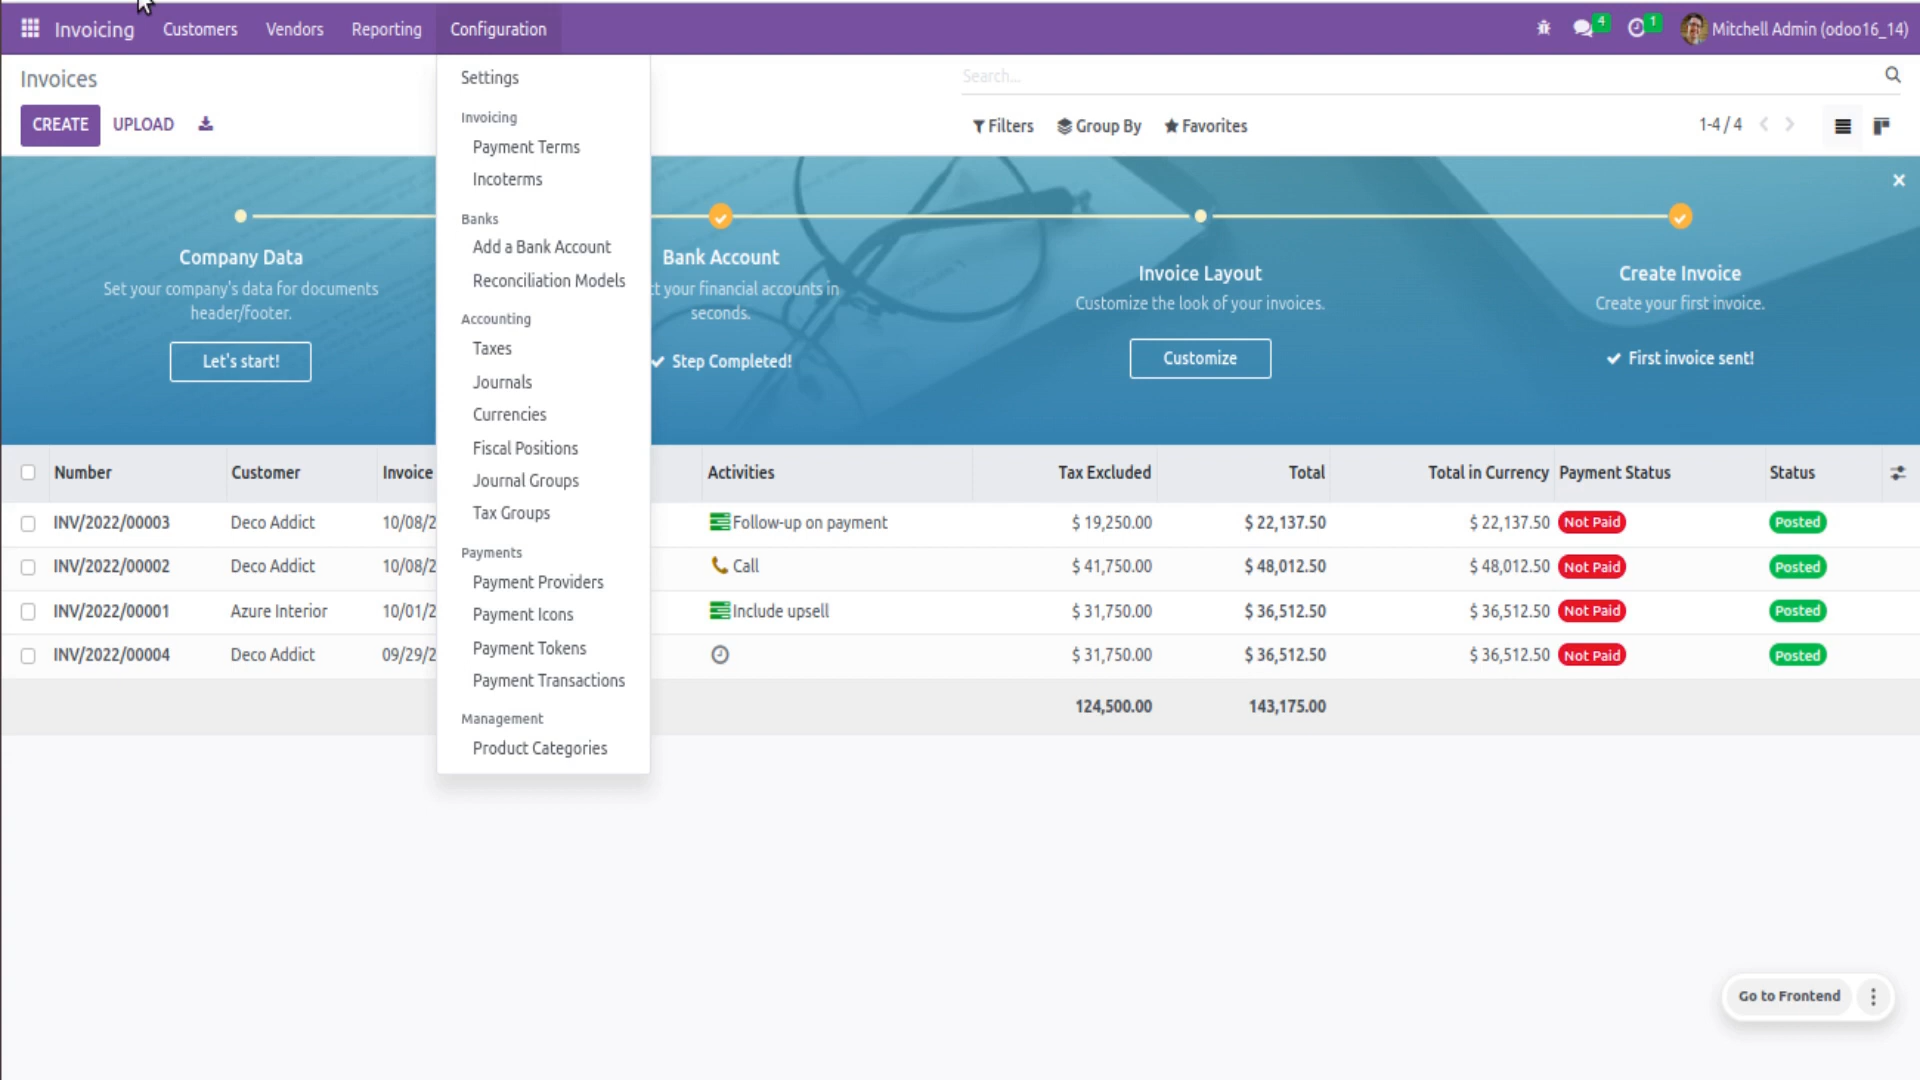 Invoicing Customers Vendors Reporting Configuration 4 1 Mitchell Admin (odoo16_14)
Invoices
Search...
CREATE UPLOAD
Filters Group By Favorites 1-4 / 4
Settings
Invoicing
Payment Terms
Incoterms
Banks
Add a Bank Account
Reconciliation Models
Accounting
Taxes
Journals
Currencies
Fiscal Positions
Journal Groups
Tax Groups
Payments
Payment Providers
Payment Icons
Payment Tokens
Payment Transactions
Management
Product Categories
Company Data
Set your company's data for documents
header/footer.
Let's start!
Bank Account
ct your financial accounts in
seconds.
Step Completed!
Invoice Layout
Customize the look of your invoices.
Customize
Create Invoice
Create your first invoice.
First invoice sent!
Number Customer Invoice Activities Tax Excluded Total Total in Currency Payment Status Status
INV/2022/00003 Deco Addict 10/08/2 Follow-up on payment $ 19,250.00 $ 22,137.50 $ 22,137.50 Not Paid Posted
INV/2022/00002 Deco Addict 10/08/2 Call $ 41,750.00 $ 48,012.50 $ 48,012.50 Not Paid Posted
INV/2022/00001 Azure Interior 10/01/2 Include upsell $ 31,750.00 $ 36,512.50 $ 36,512.50 Not Paid Posted
INV/2022/00004 Deco Addict 09/29/2 $ 31,750.00 $ 36,512.50 $ 36,512.50 Not Paid Posted
124,500.00 143,175.00
Go to Frontend